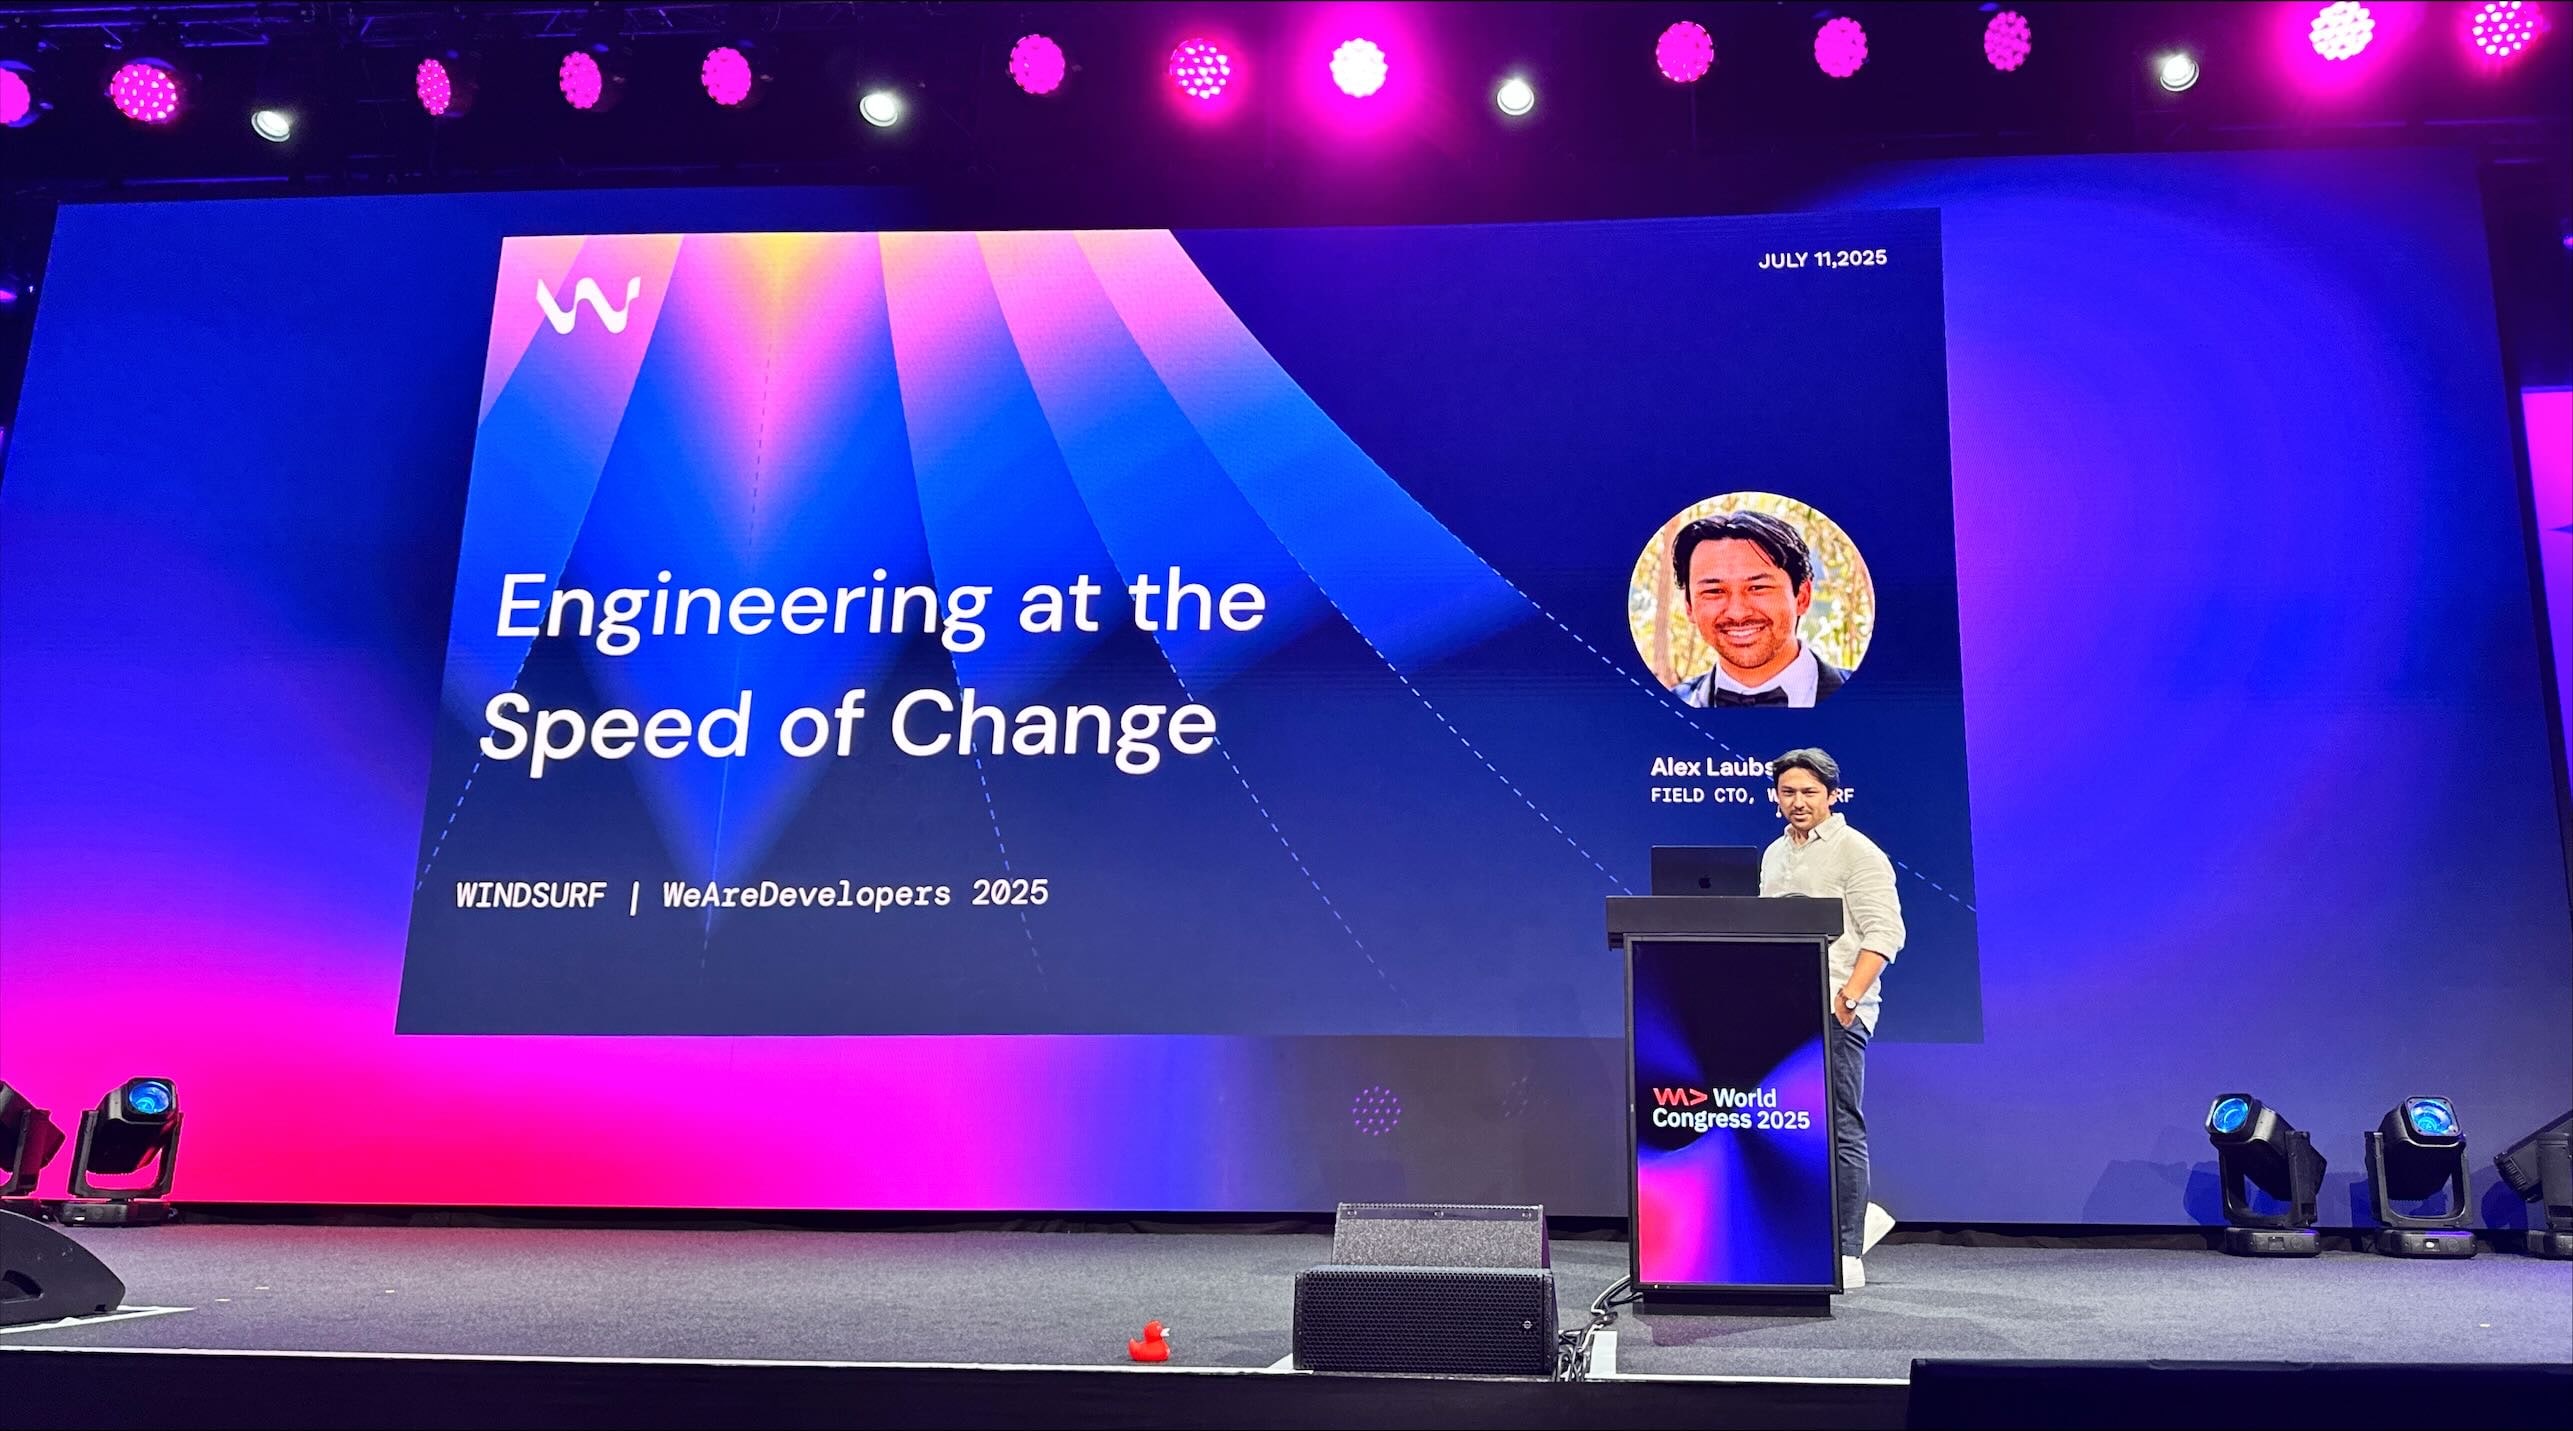 JULY 11,2025
Engineering at the
Speed of Change
Alex Laubs
FIELD CTO,
WINDSURF | WeAreDevelopers 2025
World
Congress 2025